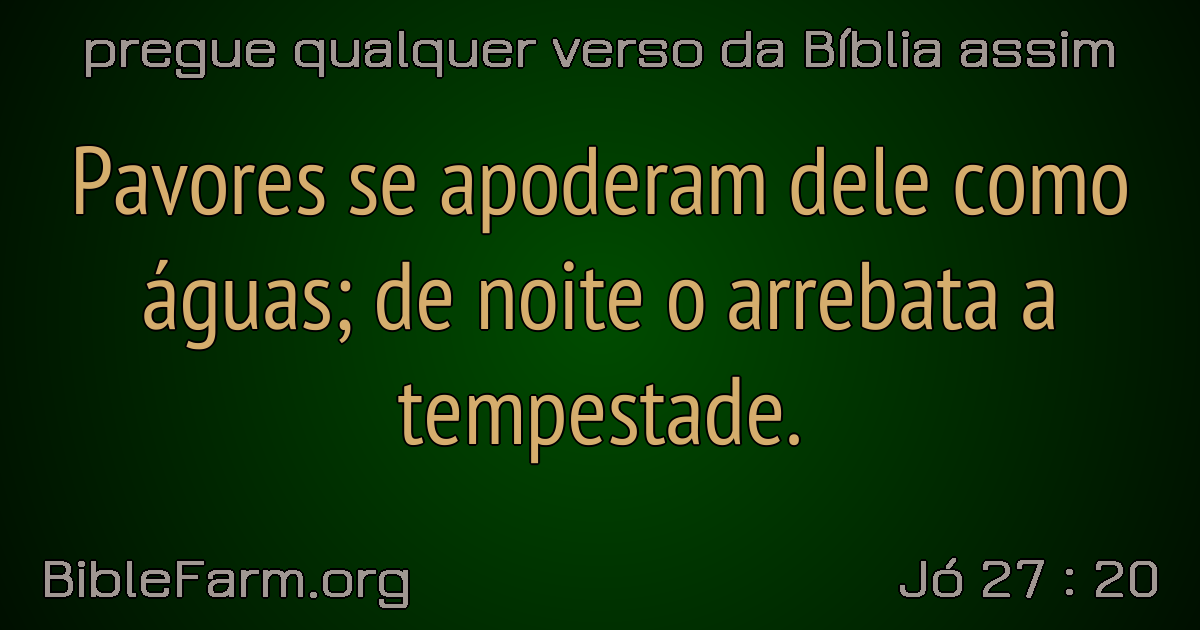 pregue qualquer verso da Bíblia assim
Pavores se apoderam dele como
águas; de noite o arrebata a
tempestade.
BibleFarm.org
Jó 27 : 20